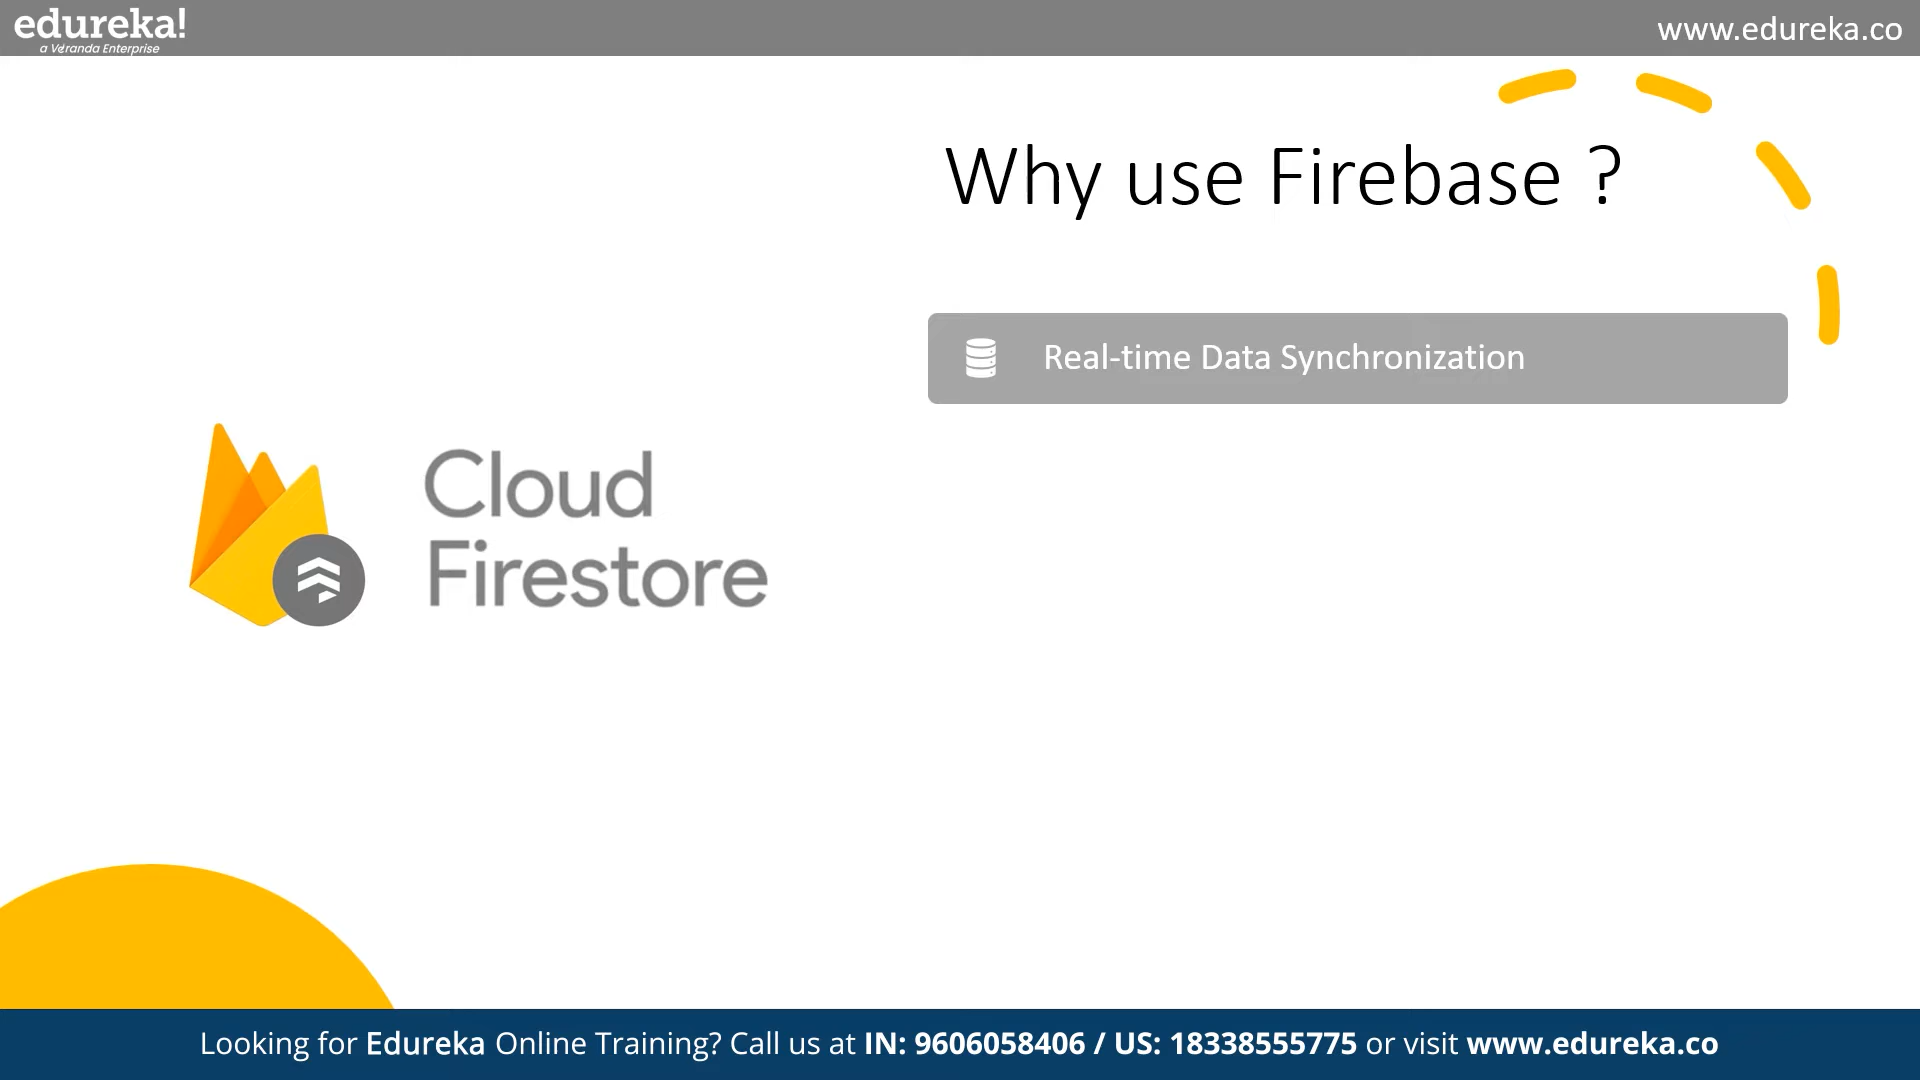 edureka!
a Veranda Enterprise
www.edureka.co
Why use Firebase ?
Real-time Data Synchronization
Cloud
Firestore
Looking for Edureka Online Training? Call us at IN: 9606058406 / US: 18338555775 or visit www.edureka.co